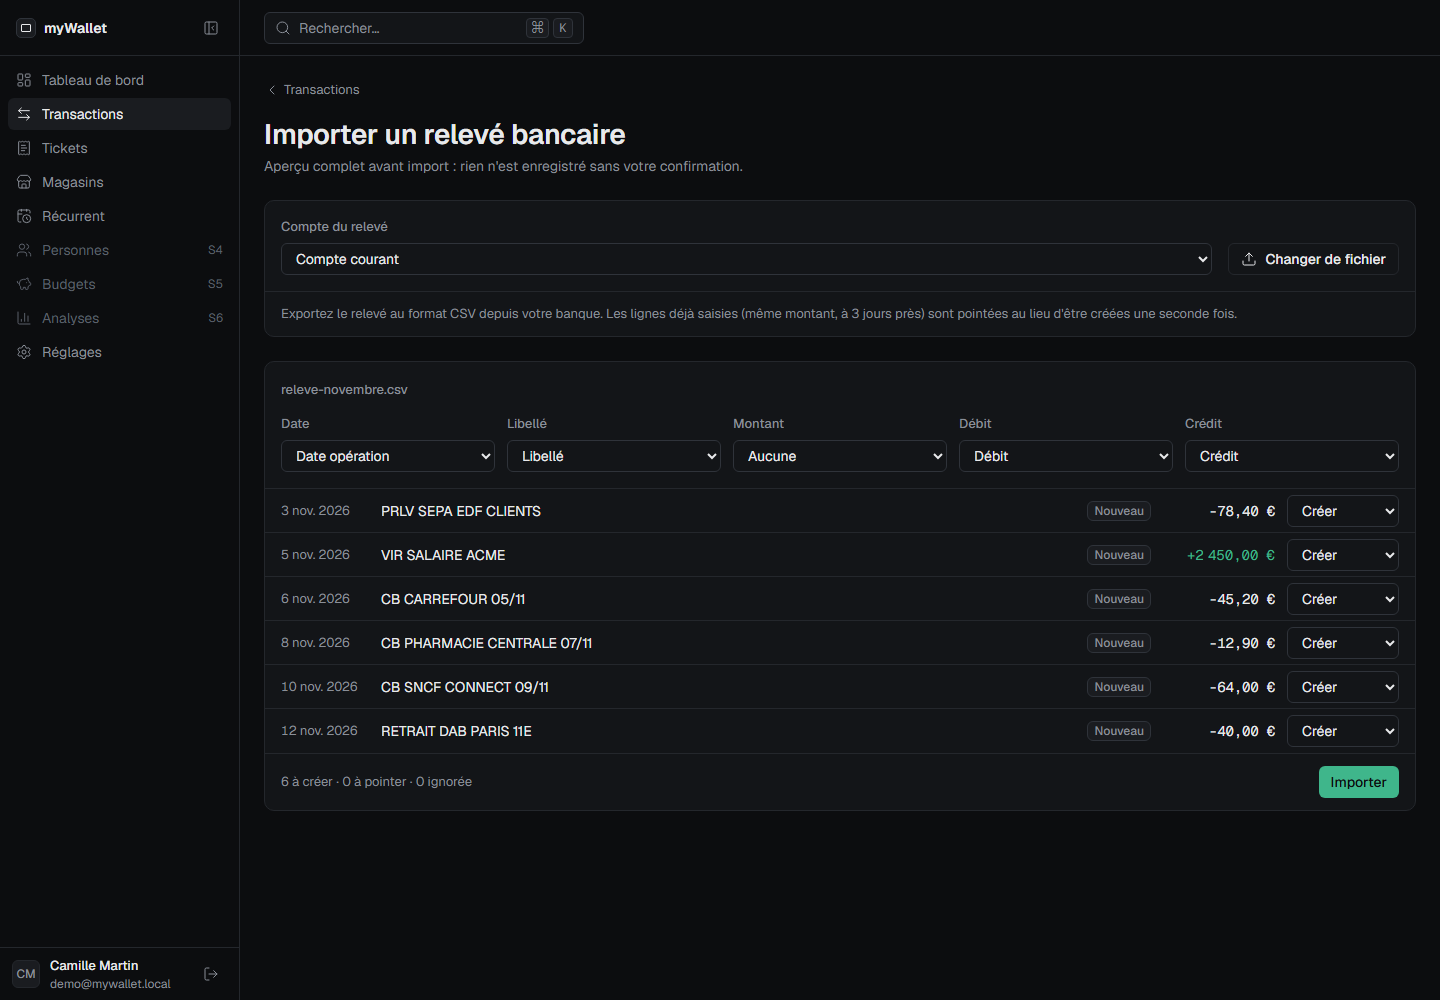 myWallet
Rechercher... ⌘ K
Tableau de bord
Transactions
Tickets
Magasins
Récurrent
Personnes S4
Budgets S5
Analyses S6
Réglages
Transactions
Importer un relevé bancaire
Aperçu complet avant import : rien n'est enregistré sans votre confirmation.
Compte du relevé
Compte courant
Changer de fichier
Exportez le relevé au format CSV depuis votre banque. Les lignes déjà saisies (même montant, à 3 jours près) sont pointées au lieu d'être créées une seconde fois.
releve-novembre.csv
Date Libellé Montant Débit Crédit
Date opération Libellé Aucune Débit Crédit
3 nov. 2026 PRLV SEPA EDF CLIENTS Nouveau -78,40 € Créer
5 nov. 2026 VIR SALAIRE ACME Nouveau +2 450,00 € Créer
6 nov. 2026 CB CARREFOUR 05/11 Nouveau -45,20 € Créer
8 nov. 2026 CB PHARMACIE CENTRALE 07/11 Nouveau -12,90 € Créer
10 nov. 2026 CB SNCF CONNECT 09/11 Nouveau -64,00 € Créer
12 nov. 2026 RETRAIT DAB PARIS 11E Nouveau -40,00 € Créer
6 à créer · 0 à pointer · 0 ignorée
Importer
CM
Camille Martin
demo@mywallet.local